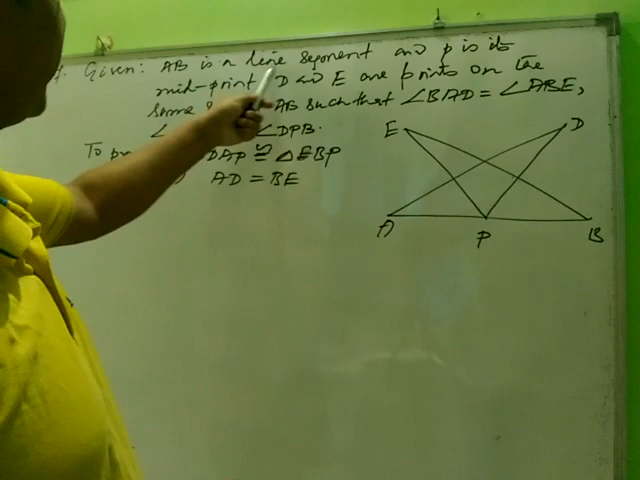 Given: AB is a line segment and P is its
mid-point D and E are points on the
same AB such that ∠BAD = ∠ABE,
∠ ∠DPB.
To DAP ≅ △EBP
AD = BE
E D
A P B